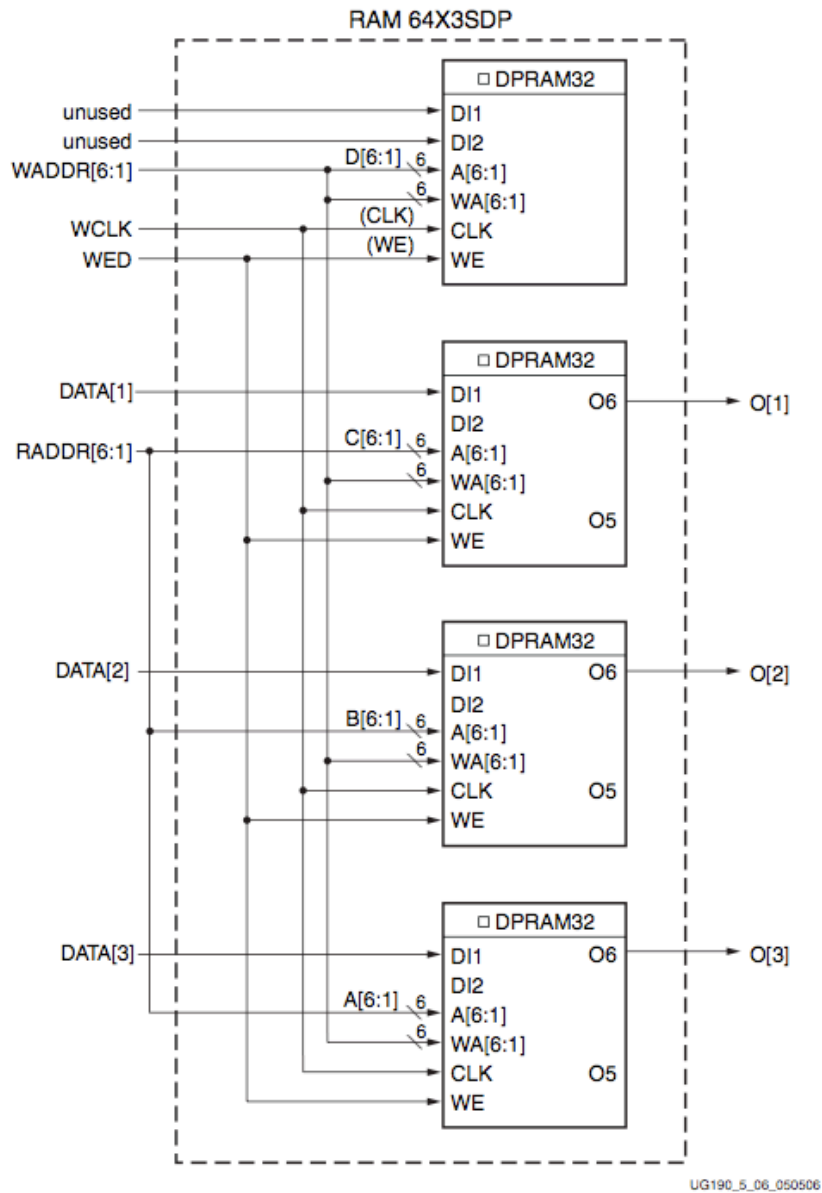 RAM 64X3SDP
DPRAM32
unused
DI1
unused
DI2
WADDR[6:1]
D[6:1]
6
A[6:1]
6
WA[6:1]
WCLK
(CLK)
CLK
WED
(WE)
WE
DPRAM32
DATA[1]
DI1
O6
O[1]
DI2
RADDR[6:1]
C[6:1]
6
A[6:1]
6
WA[6:1]
CLK
O5
WE
DPRAM32
DATA[2]
DI1
O6
O[2]
DI2
B[6:1]
6
A[6:1]
6
WA[6:1]
CLK
O5
WE
DPRAM32
DATA[3]
DI1
O6
O[3]
DI2
A[6:1]
6
A[6:1]
6
WA[6:1]
CLK
O5
WE
UG190_5_06_050506